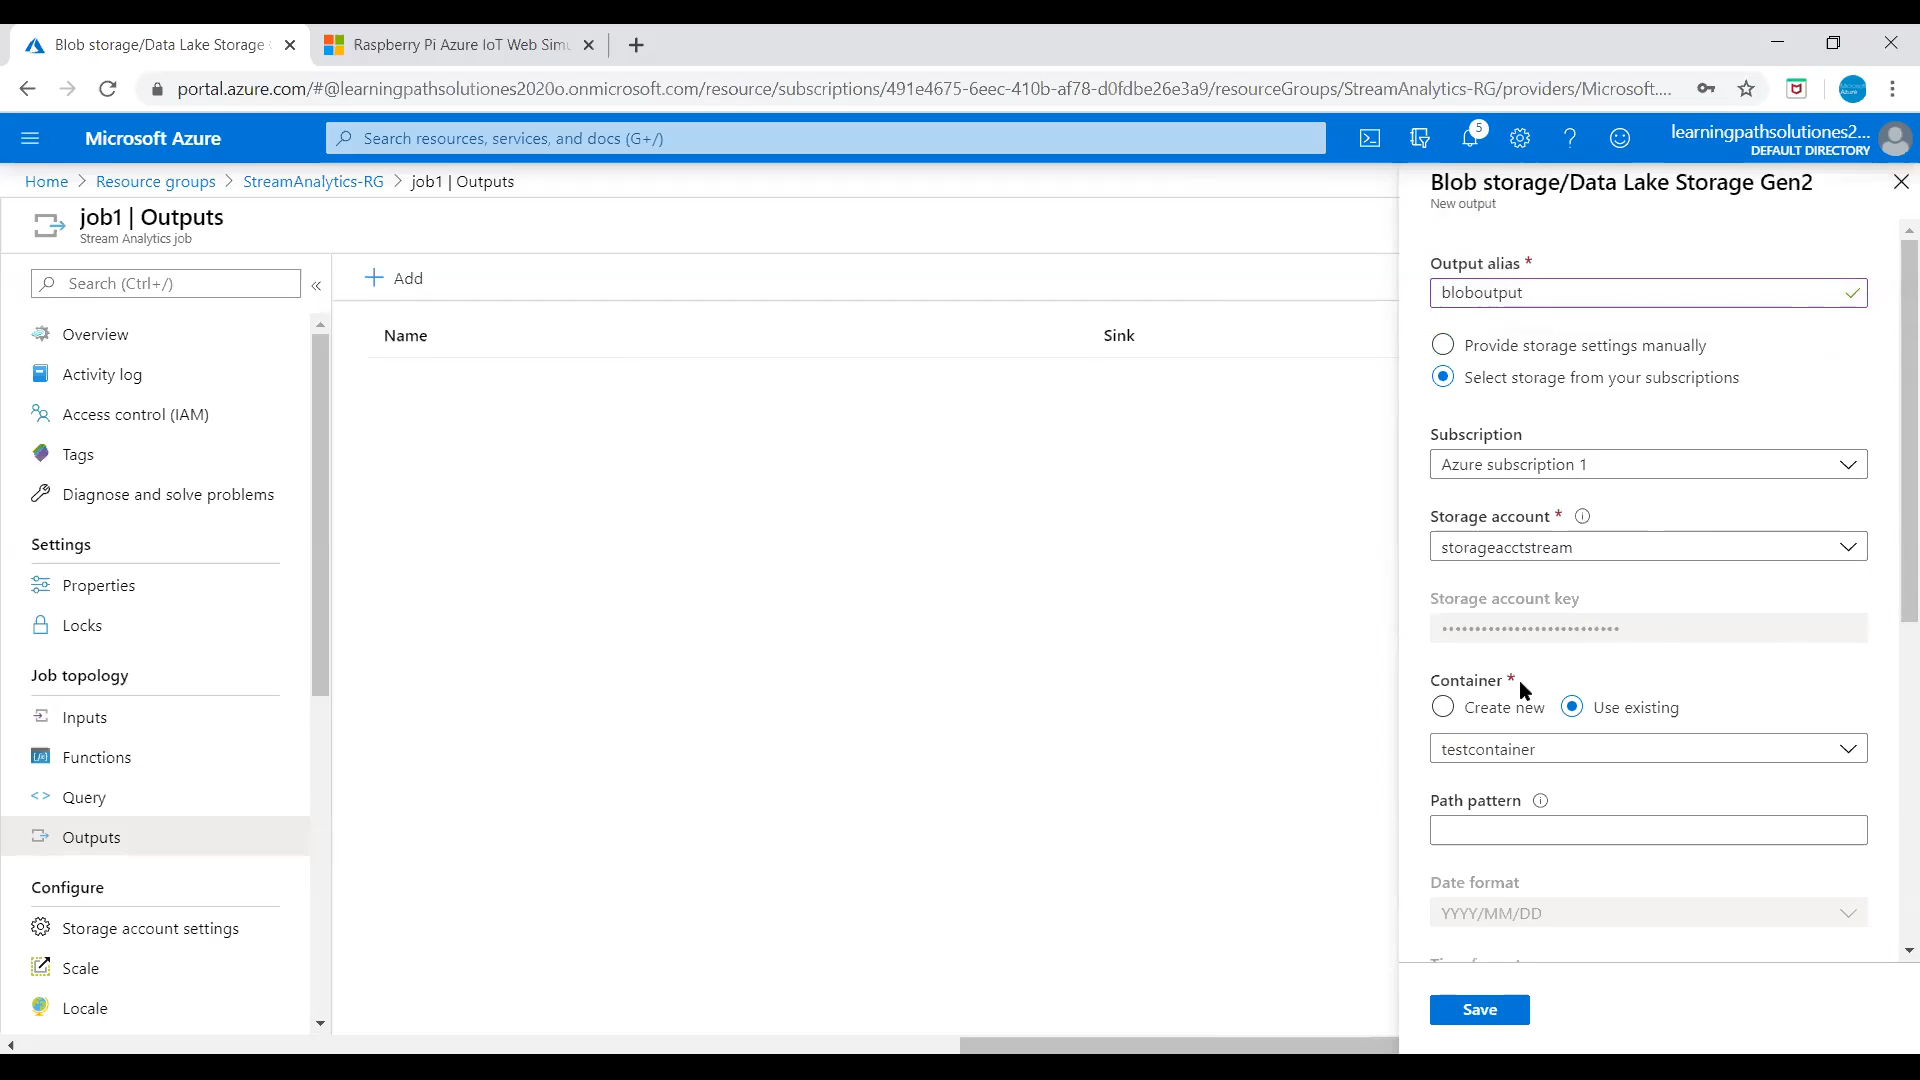 Blob storage/Data Lake Storage
Raspberry Pi Azure IoT Web Simu
portal.azure.com/#@learningpathsolutiones2020o.onmicrosoft.com/resource/subscriptions/491e4675-6eec-410b-af78-d0fdbe26e3a9/resourceGroups/StreamAnalytics-RG/providers/Microsoft....
Microsoft Azure
Search resources, services, and docs (G+/)
5
learningpathsolutiones2...
DEFAULT DIRECTORY
Home > Resource groups > StreamAnalytics-RG > job1 | Outputs
job1 | Outputs
Stream Analytics job
Search (Ctrl+/)
«
Overview
Activity log
Access control (IAM)
Tags
Diagnose and solve problems
Settings
Properties
Locks
Job topology
Inputs
Functions
Query
Outputs
Configure
Storage account settings
Scale
Locale
Add
Name Sink
Blob storage/Data Lake Storage Gen2
New output
Output alias *
bloboutput
Provide storage settings manually
Select storage from your subscriptions
Subscription
Azure subscription 1
Storage account *
storageacctstream
Storage account key
•••••••••••••••••••••••••••
Container *
Create new Use existing
testcontainer
Path pattern
Date format
YYYY/MM/DD
Save